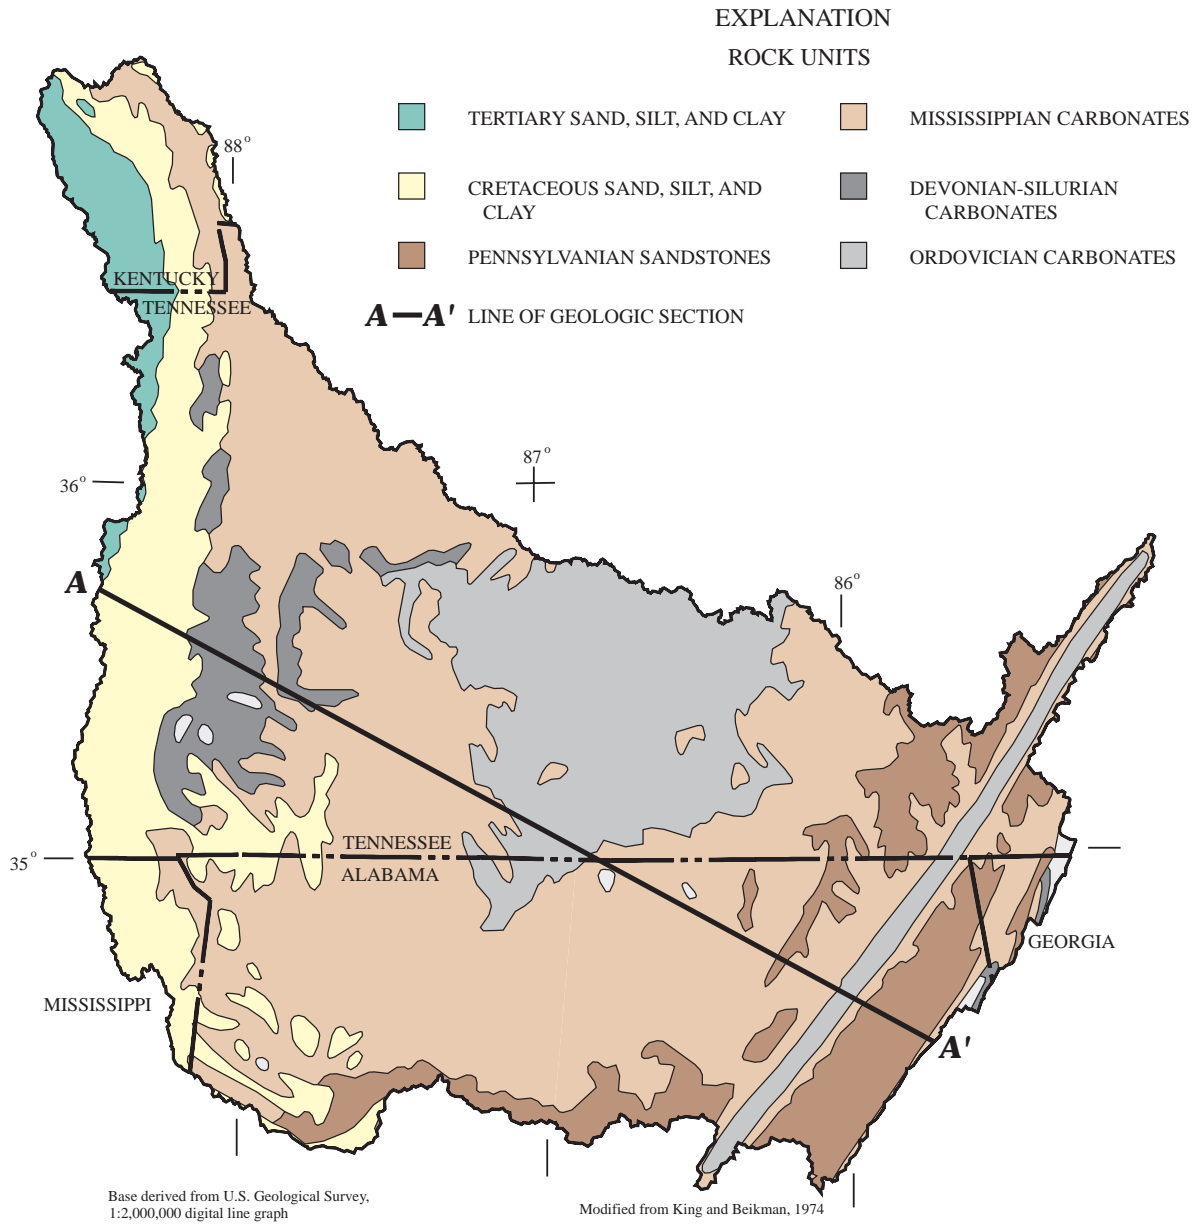 EXPLANATION
ROCK UNITS
TERTIARY SAND, SILT, AND CLAY
CRETACEOUS SAND, SILT, AND
CLAY
PENNSYLVANIAN SANDSTONES
A—A' LINE OF GEOLOGIC SECTION
MISSISSIPPIAN CARBONATES
DEVONIAN-SILURIAN
CARBONATES
ORDOVICIAN CARBONATES
88°
KENTUCKY
TENNESSEE
87°
36°
A
86°
35°
TENNESSEE
ALABAMA
GEORGIA
MISSISSIPPI
A'
Base derived from U.S. Geological Survey,
1:2,000,000 digital line graph
Modified from King and Beikman, 1974